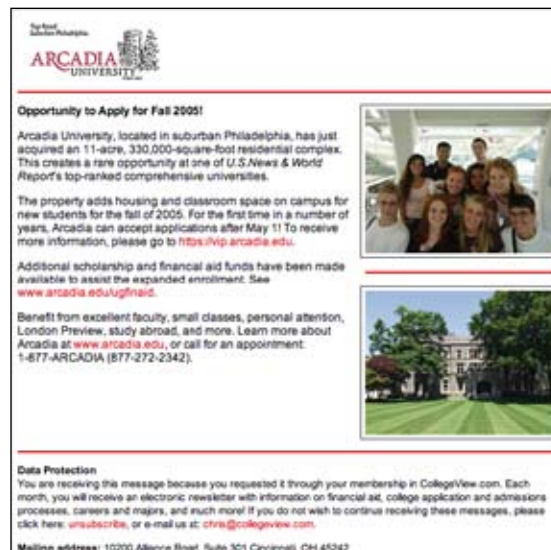 Top Rated
Suburban Philadelphia
ARCADIA
UNIVERSITY
Opportunity to Apply for Fall 2005!
Arcadia University, located in suburban Philadelphia, has just
acquired an 11-acre, 330,000-square-foot residential complex.
This creates a rare opportunity at one of U.S.News & World
Report's top-ranked comprehensive universities.
The property adds housing and classroom space on campus for
new students for the fall of 2005. For the first time in a number of
years, Arcadia can accept applications after May 1! To receive
more information, please go to https://vip.arcadia.edu.
Additional scholarship and financial aid funds have been made
available to assist the expanded enrollment. See
www.arcadia.edu/ugfinaid.
Benefit from excellent faculty, small classes, personal attention,
London Preview, study abroad, and more. Learn more about
Arcadia at www.arcadia.edu, or call for an appointment:
1-877-ARCADIA (877-272-2342).
Data Protection
You are receiving this message because you requested it through your membership in CollegeView.com. Each
month, you will receive an electronic newsletter with information on financial aid, college application and admissions
processes, careers and majors, and much more! If you do not wish to continue receiving these messages, please
click here: unsubscribe, or e-mail us at: chris@collegeview.com.
Mailing address: 10200 Alliance Road, Suite 301 Cincinnati, OH 45242